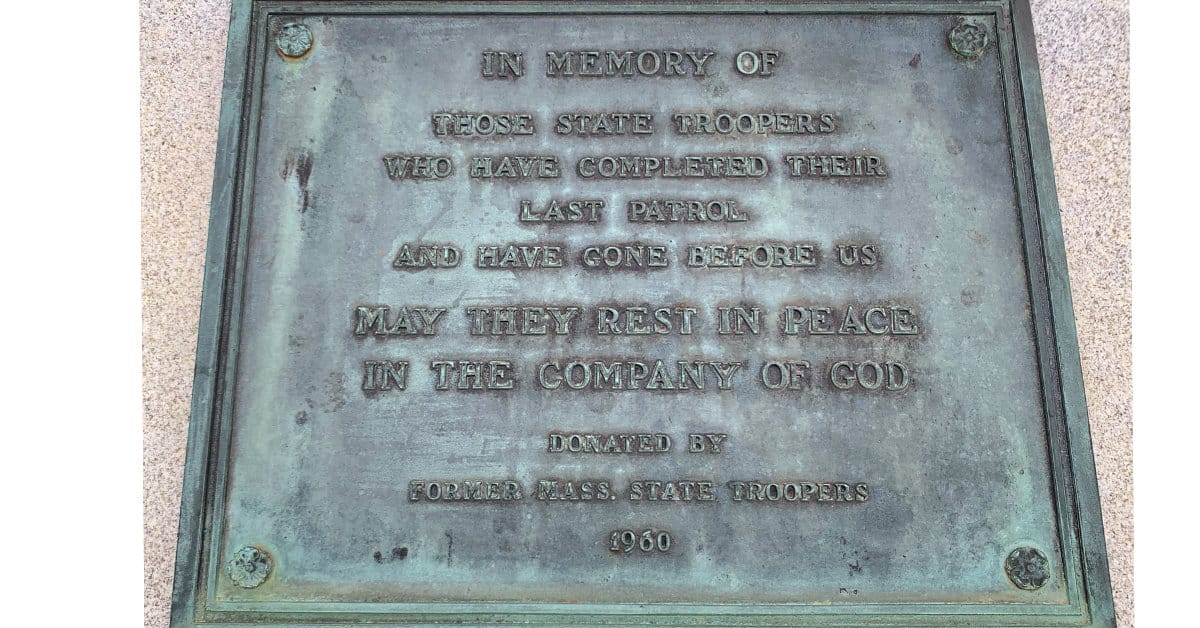 IN MEMORY OF
THOSE STATE TROOPERS
WHO HAVE COMPLETED THEIR
LAST PATROL
AND HAVE GONE BEFORE US
MAY THEY REST IN PEACE
IN THE COMPANY OF GOD
DONATED BY
FORMER MASS. STATE TROOPERS
1960